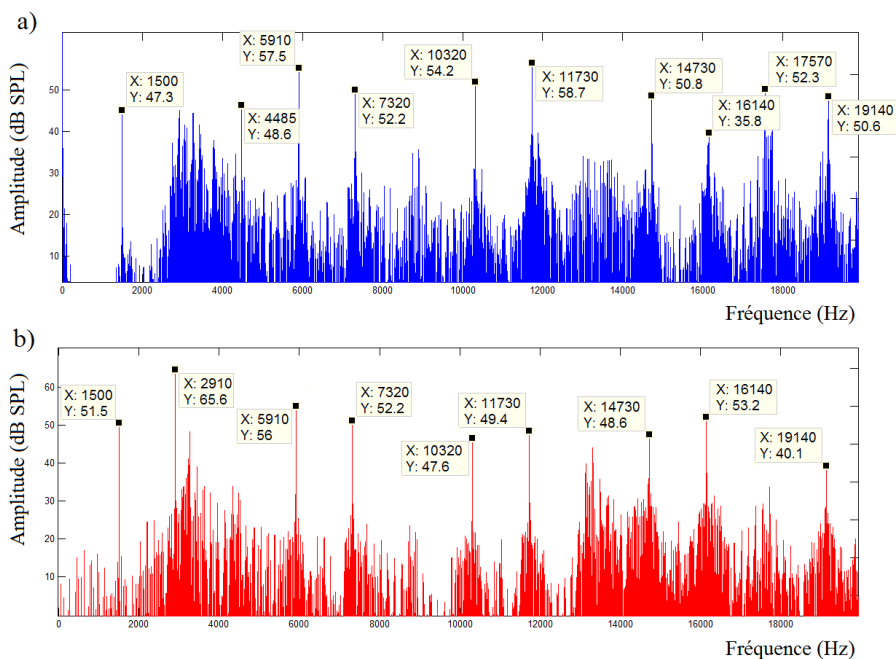 a)
Amplitude (dB SPL)
50
40
30
20
10
X: 1500
Y: 47.3
X: 4485
Y: 48.6
X: 5910
Y: 57.5
X: 7320
Y: 52.2
X: 10320
Y: 54.2
X: 11730
Y: 58.7
X: 14730
Y: 50.8
X: 16140
Y: 35.8
X: 17570
Y: 52.3
X: 19140
Y: 50.6
0 2000 4000 6000 8000 10000 12000 14000 16000 18000
Fréquence (Hz)
b)
Amplitude (dB SPL)
60
50
40
30
20
10
X: 1500
Y: 51.5
X: 2910
Y: 65.6
X: 5910
Y: 56
X: 7320
Y: 52.2
X: 10320
Y: 47.6
X: 11730
Y: 49.4
X: 14730
Y: 48.6
X: 16140
Y: 53.2
X: 19140
Y: 40.1
0 2000 4000 6000 8000 10000 12000 14000 16000 18000
Fréquence (Hz)